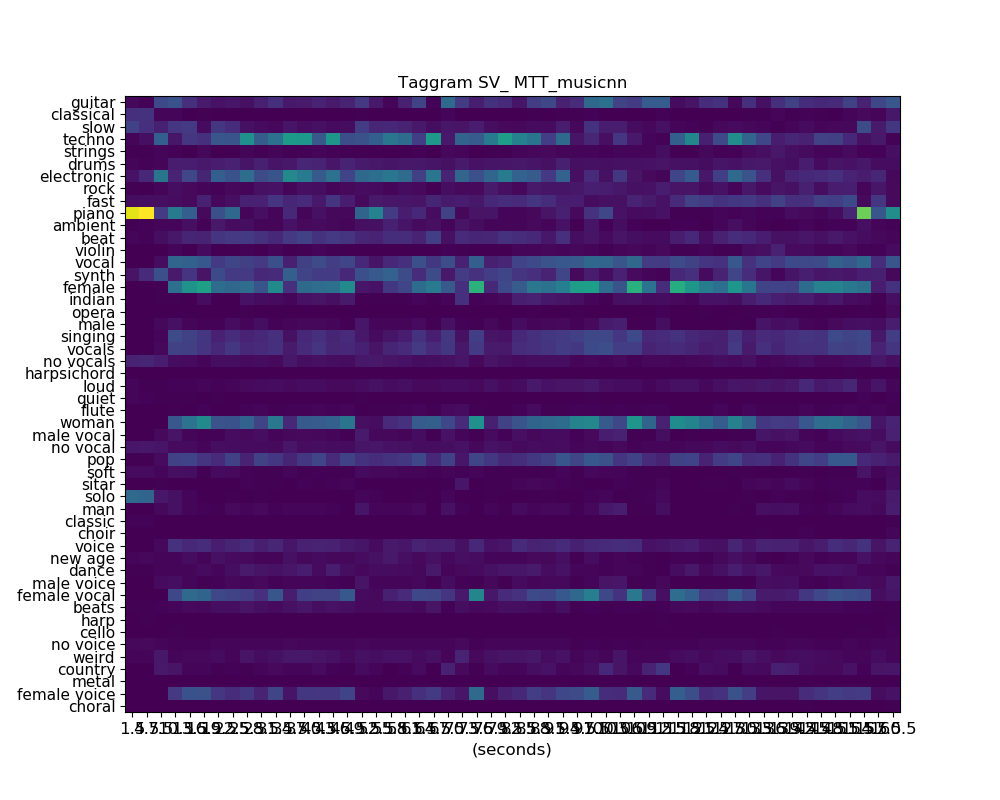 Taggram SV_ MTT_musicnn
guitar
classical
slow
techno
strings
drums
electronic
rock
fast
piano
ambient
beat
violin
vocal
synth
female
indian
opera
male
singing
vocals
no vocals
harpsichord
loud
quiet
flute
woman
male vocal
no vocal
pop
soft
sitar
solo
man
classic
choir
voice
new age
dance
male voice
female vocal
beats
harp
cello
no voice
weird
country
metal
female voice
choral
(seconds)